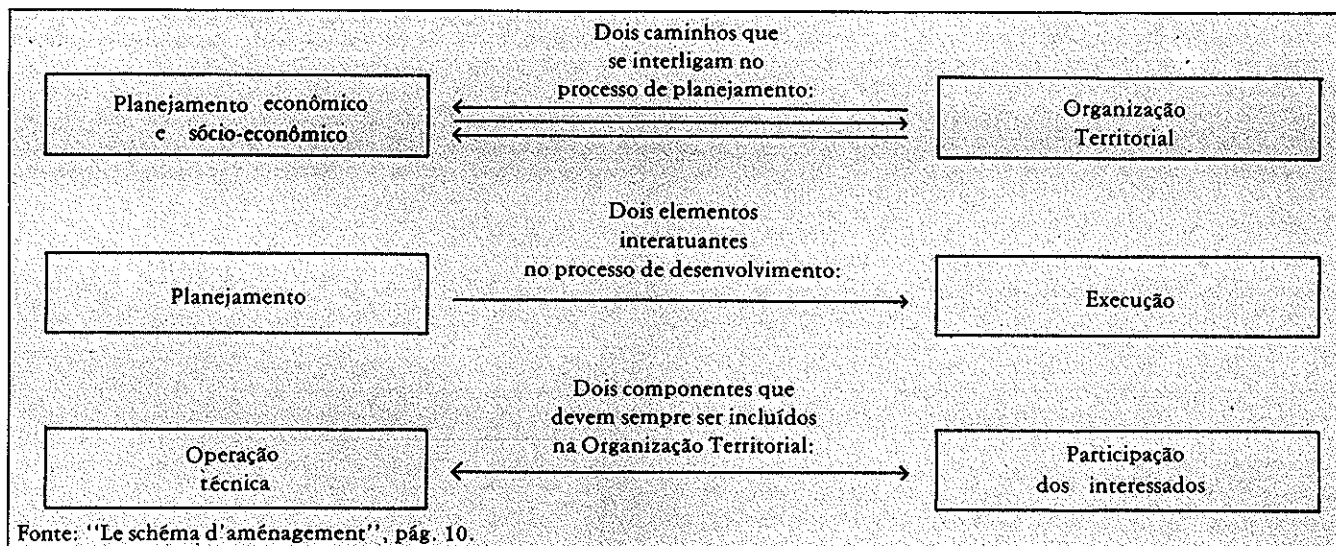 Dois caminhos que
se interligam no
processo de planejamento:
Planejamento econômico
e sócio-econômico
Organização
Territorial
Dois elementos
interatuantes
no processo de desenvolvimento:
Planejamento
Execução
Dois componentes que
devem sempre ser incluídos
na Organização Territorial:
Operação
técnica
Participação
dos interessados
Fonte: "Le schéma d'aménagement", pág. 10.